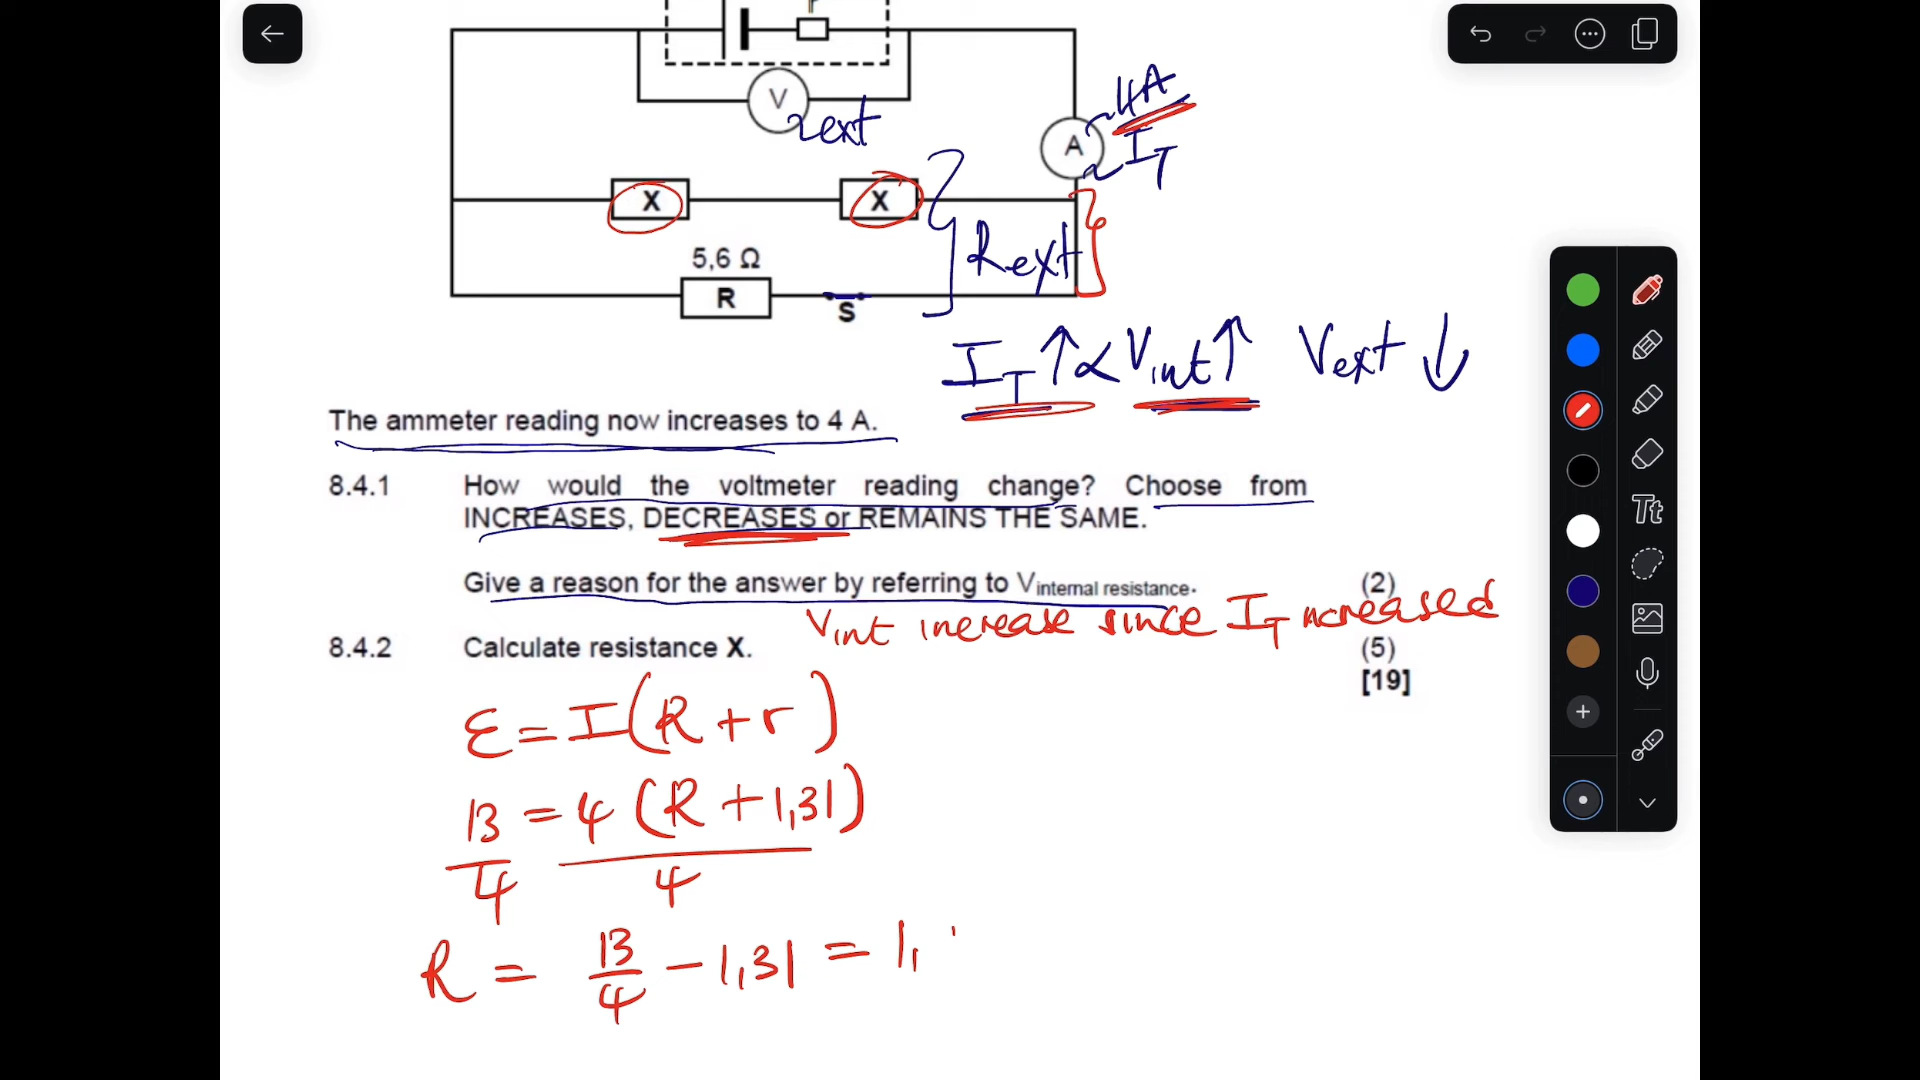 r
4A
V
ext
A
IT
X X
Rext
5,6 Ω
R
S
IT ↑ ∝ Vint ↑ Vext ↓
The ammeter reading now increases to 4 A.
8.4.1 How would the voltmeter reading change? Choose from
INCREASES, DECREASES or REMAINS THE SAME.
Give a reason for the answer by referring to Vinternal resistance. (2)
Vint increase since IT ncreased
8.4.2 Calculate resistance X. (5)
[19]
ε = I (R + r)
13 = 4 (R + 1,31)
4 4
R = 13/4 - 1,31 = 1,
Tt